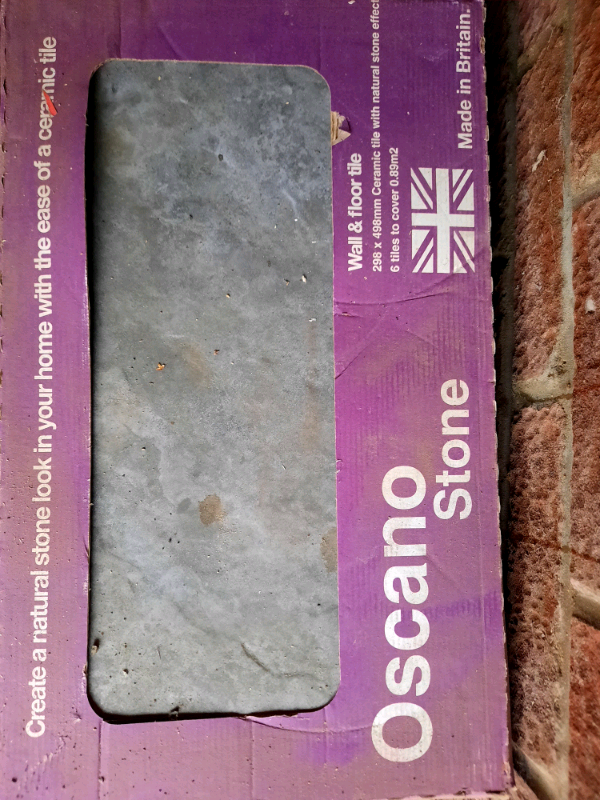 Create a natural stone look in your home with the ease of a ceramic tile
Wall & floor tile
298 x 498mm Ceramic tile with natural stone effect
6 tiles to cover 0.89m2
Made in Britain.
Oscano
Stone